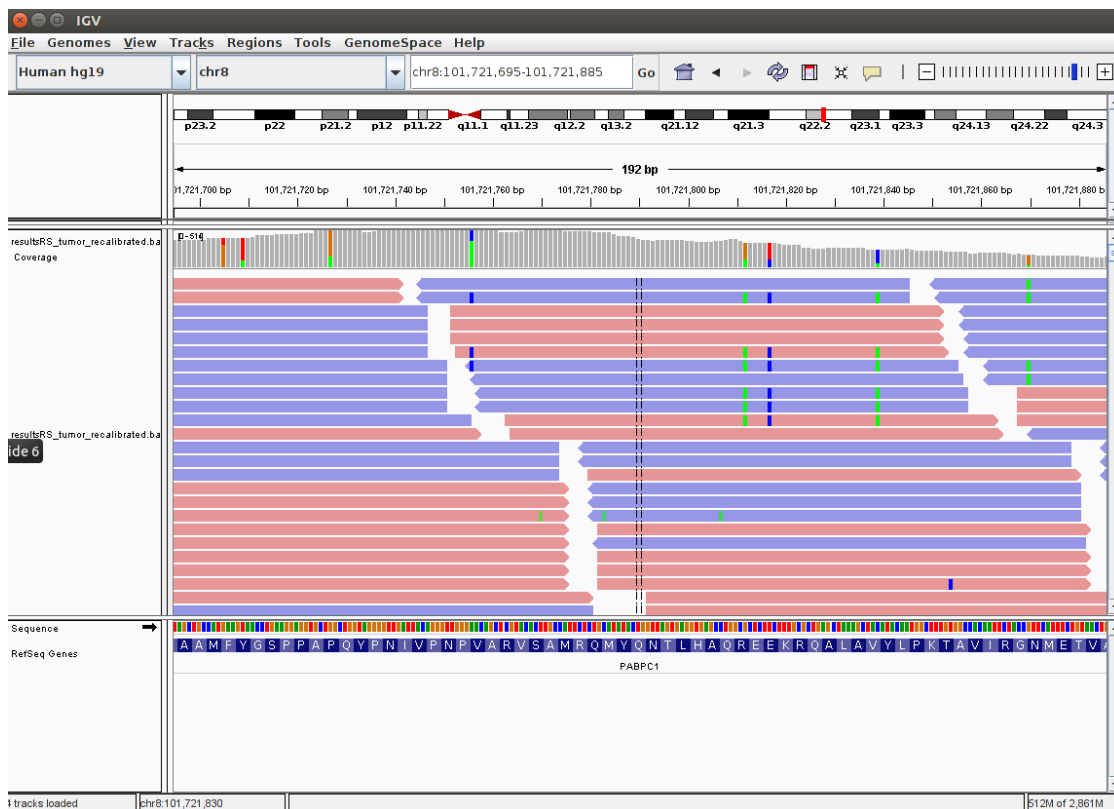 IGV
File Genomes View Tracks Regions Tools GenomeSpace Help
Human hg19 chr8 chr8:101,721,695-101,721,885 Go
p23.2 p22 p21.2 p12 p11.22 q11.1 q11.23 q12.2 q13.2 q21.12 q21.3 q22.2 q23.1 q23.3 q24.13 q24.22 q24.3
192 bp
01,721,700 bp 101,721,720 bp 101,721,740 bp 101,721,760 bp 101,721,780 bp 101,721,800 bp 101,721,820 bp 101,721,840 bp 101,721,860 bp 101,721,880 b
resultsRS_tumor_recalibrated.ba
Coverage
resultsRS_tumor_recalibrated.ba
ide 6
Sequence
RefSeq Genes
A A M F Y G S P P A P Q Y P N I V P N P V A R V S A M R Q M Y Q N T L H A Q R E E K R Q A L A V Y L P K T A V I R G N M E T V
PABPC1
4 tracks loaded chr8:101,721,830 512M of 2,861M